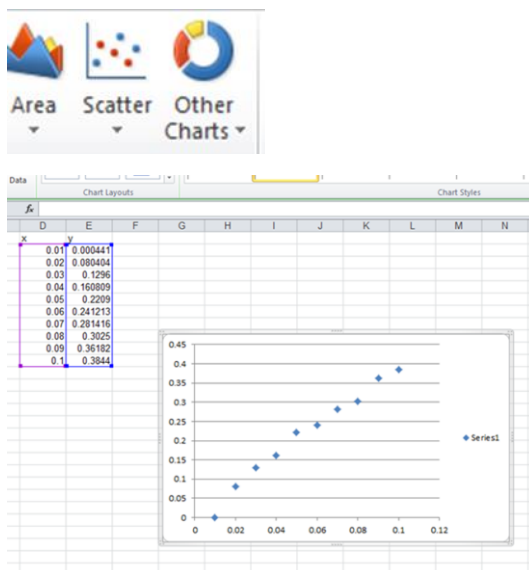 Area Scatter Other
Charts
Data
Chart Layouts Chart Styles
fx
D E F G H I J K L M N
x y
0.01 0.000441
0.02 0.080404
0.03 0.1296
0.04 0.160809
0.05 0.2209
0.06 0.241213
0.07 0.281416
0.08 0.3025
0.09 0.36182
0.1 0.3844
0.45
0.4
0.35
0.3
0.25
0.2
0.15
0.1
0.05
0
0 0.02 0.04 0.06 0.08 0.1 0.12
Series1